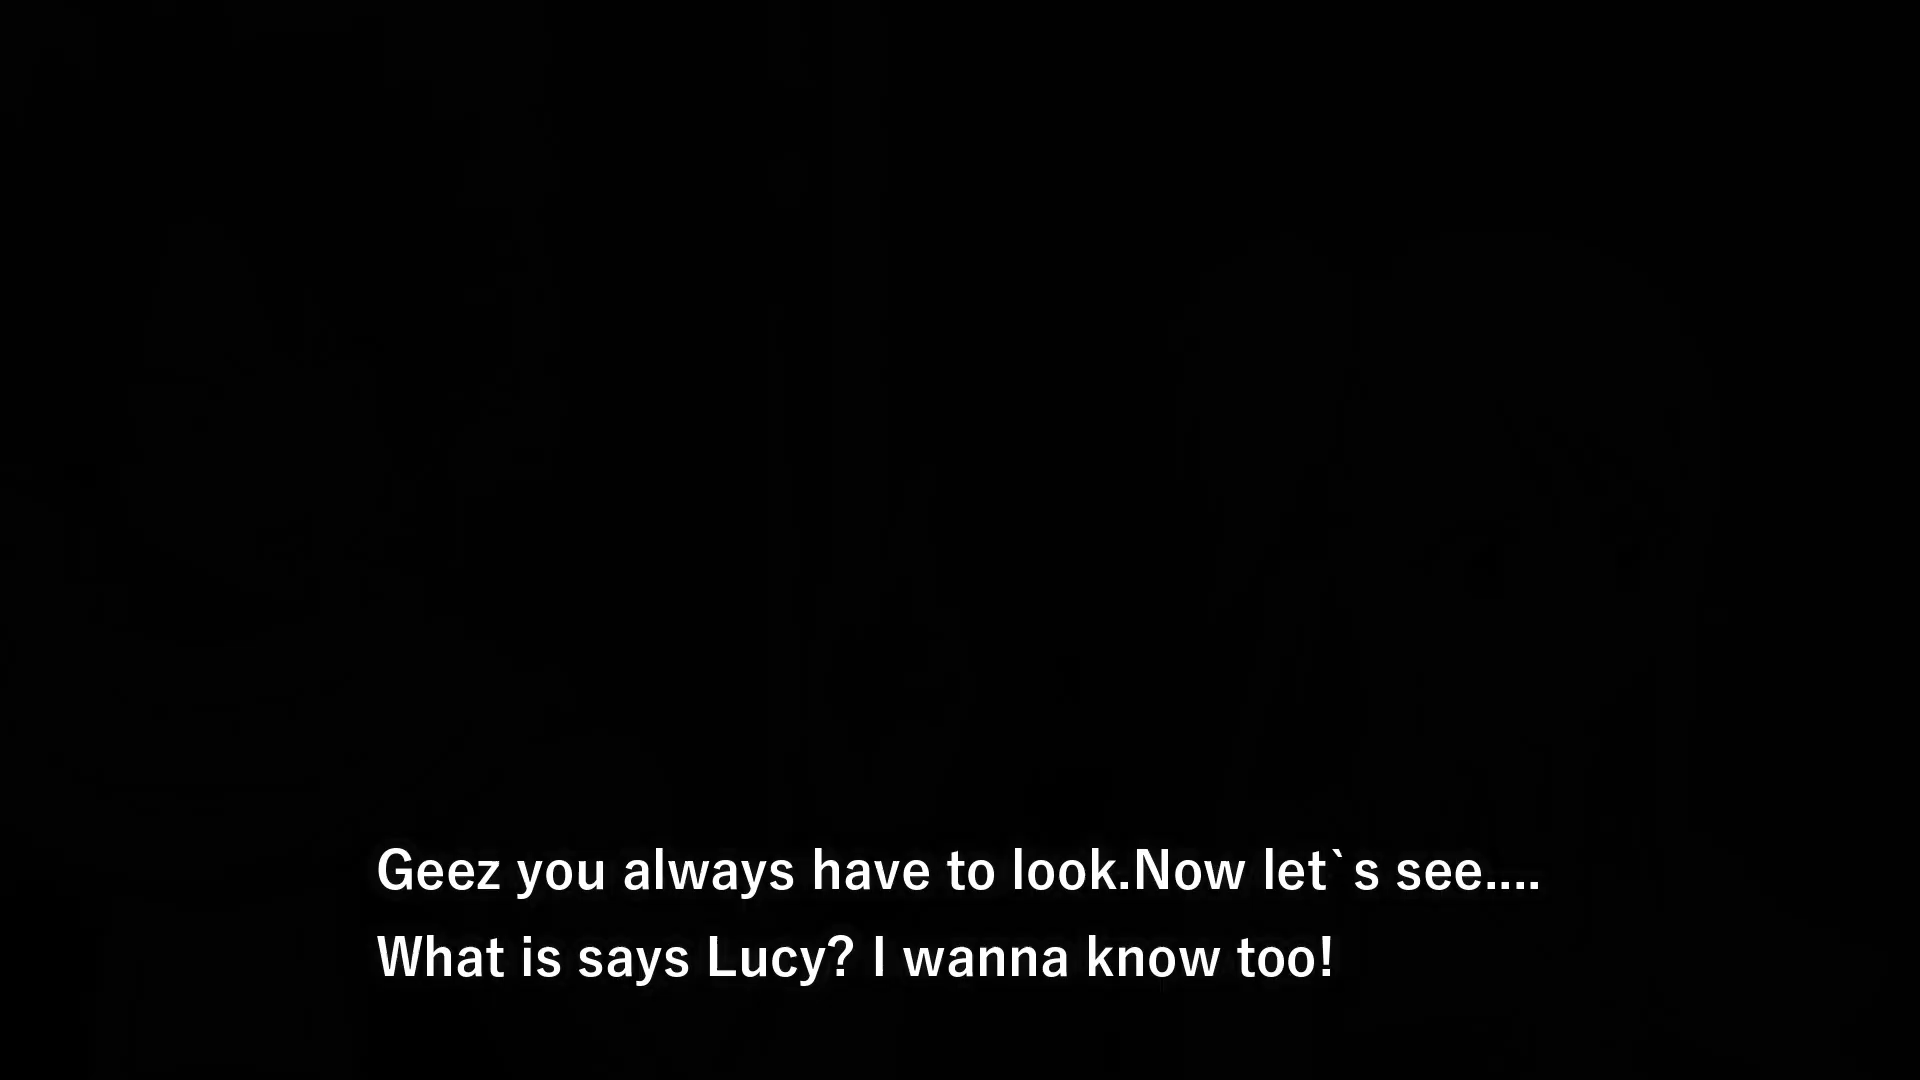 Geez you always have to look.Now let`s see....
What is says Lucy? I wanna know too!